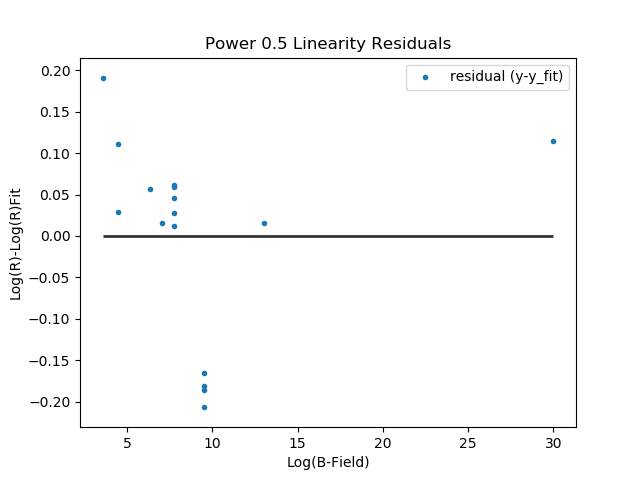 Power 0.5 Linearity Residuals
residual (y-y_fit)
0.20
0.15
0.10
0.05
0.00
−0.05
−0.10
−0.15
−0.20
Log(R)-Log(R)Fit
5 10 15 20 25 30
Log(B-Field)